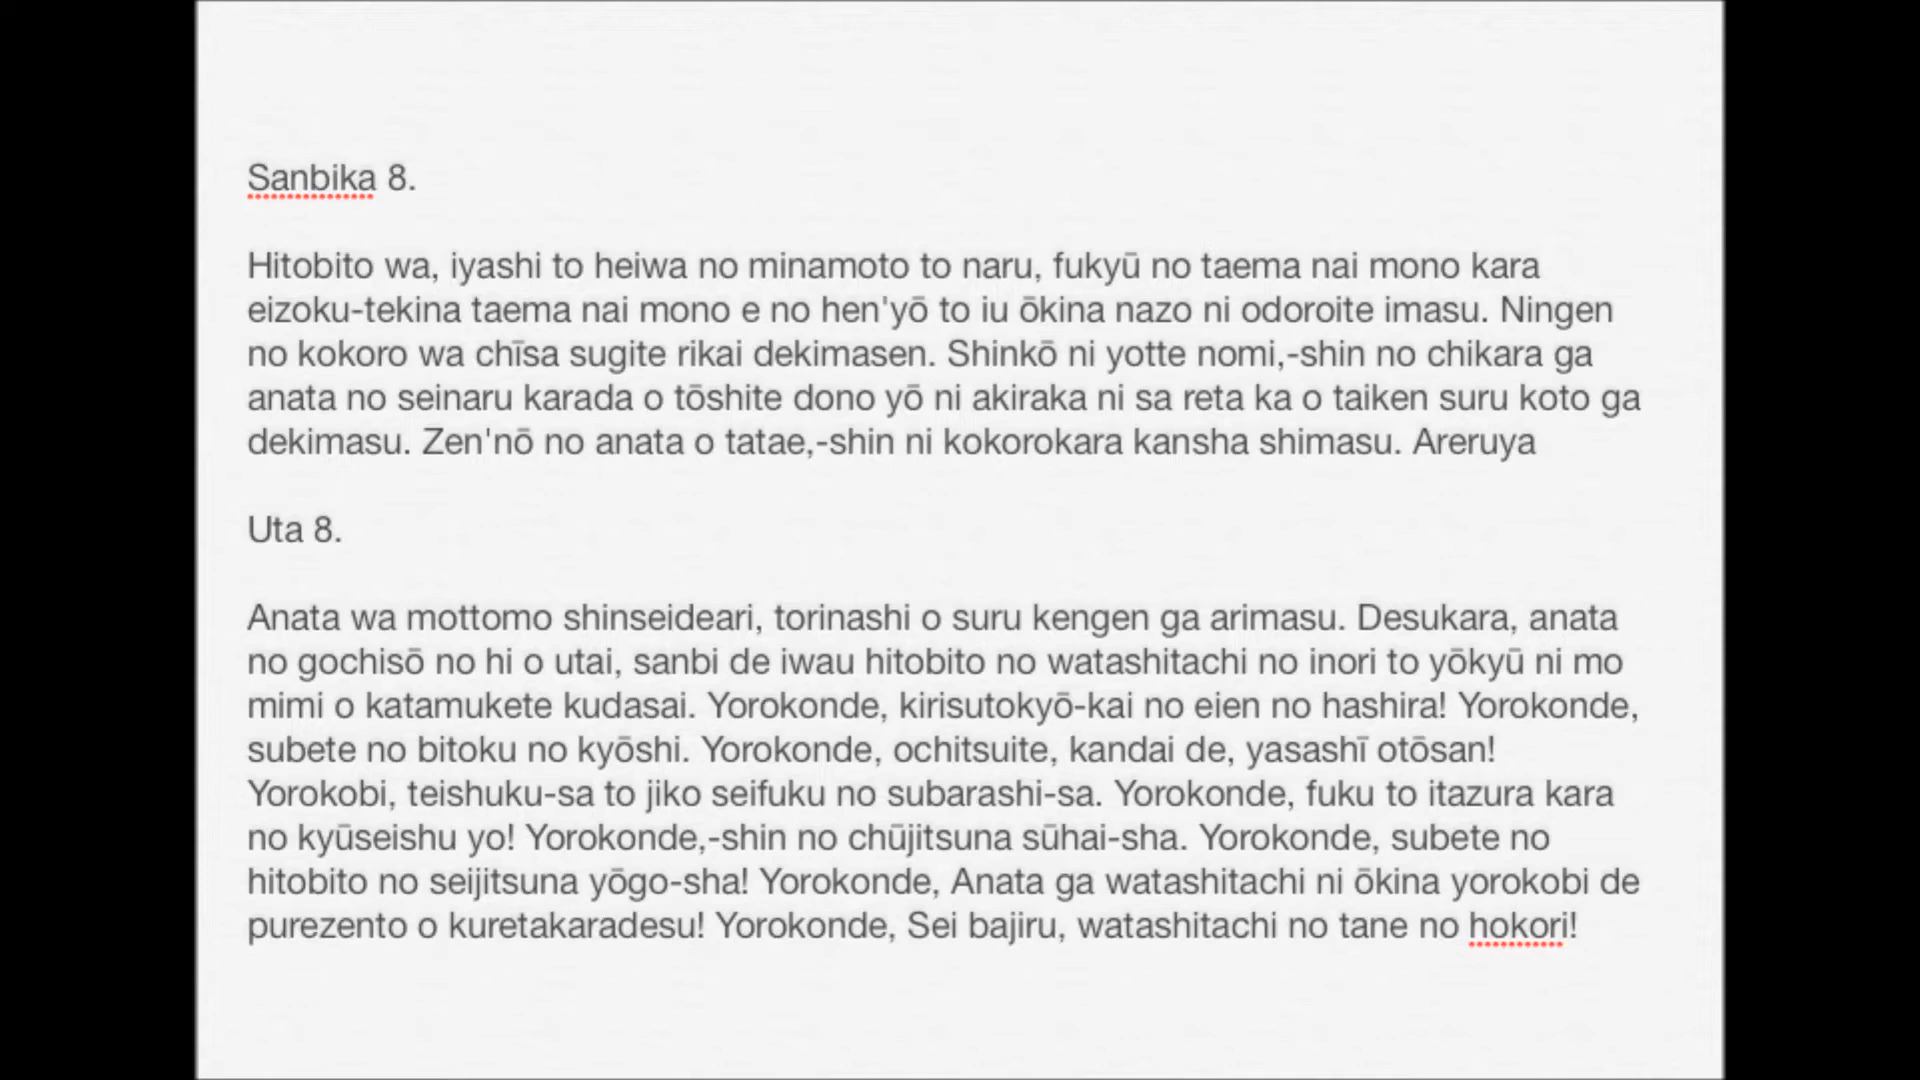 Sanbika 8.
Hitobito wa, iyashi to heiwa no minamoto to naru, fukyū no taema nai mono kara
eizoku-tekina taema nai mono e no hen'yō to iu ōkina nazo ni odoroite imasu. Ningen
no kokoro wa chīsa sugite rikai dekimasen. Shinkō ni yotte nomi,-shin no chikara ga
anata no seinaru karada o tōshite dono yō ni akiraka ni sa reta ka o taiken suru koto ga
dekimasu. Zen'nō no anata o tatae,-shin ni kokorokara kansha shimasu. Areruya
Uta 8.
Anata wa mottomo shinseideari, torinashi o suru kengen ga arimasu. Desukara, anata
no gochisō no hi o utai, sanbi de iwau hitobito no watashitachi no inori to yōkyū ni mo
mimi o katamukete kudasai. Yorokonde, kirisutokyō-kai no eien no hashira! Yorokonde,
subete no bitoku no kyōshi. Yorokonde, ochitsuite, kandai de, yasashī otōsan!
Yorokobi, teishuku-sa to jiko seifuku no subarashi-sa. Yorokonde, fuku to itazura kara
no kyūseishu yo! Yorokonde,-shin no chūjitsuna sūhai-sha. Yorokonde, subete no
hitobito no seijitsuna yōgo-sha! Yorokonde, Anata ga watashitachi ni ōkina yorokobi de
purezento o kuretakaradesu! Yorokonde, Sei bajiru, watashitachi no tane no hokori!